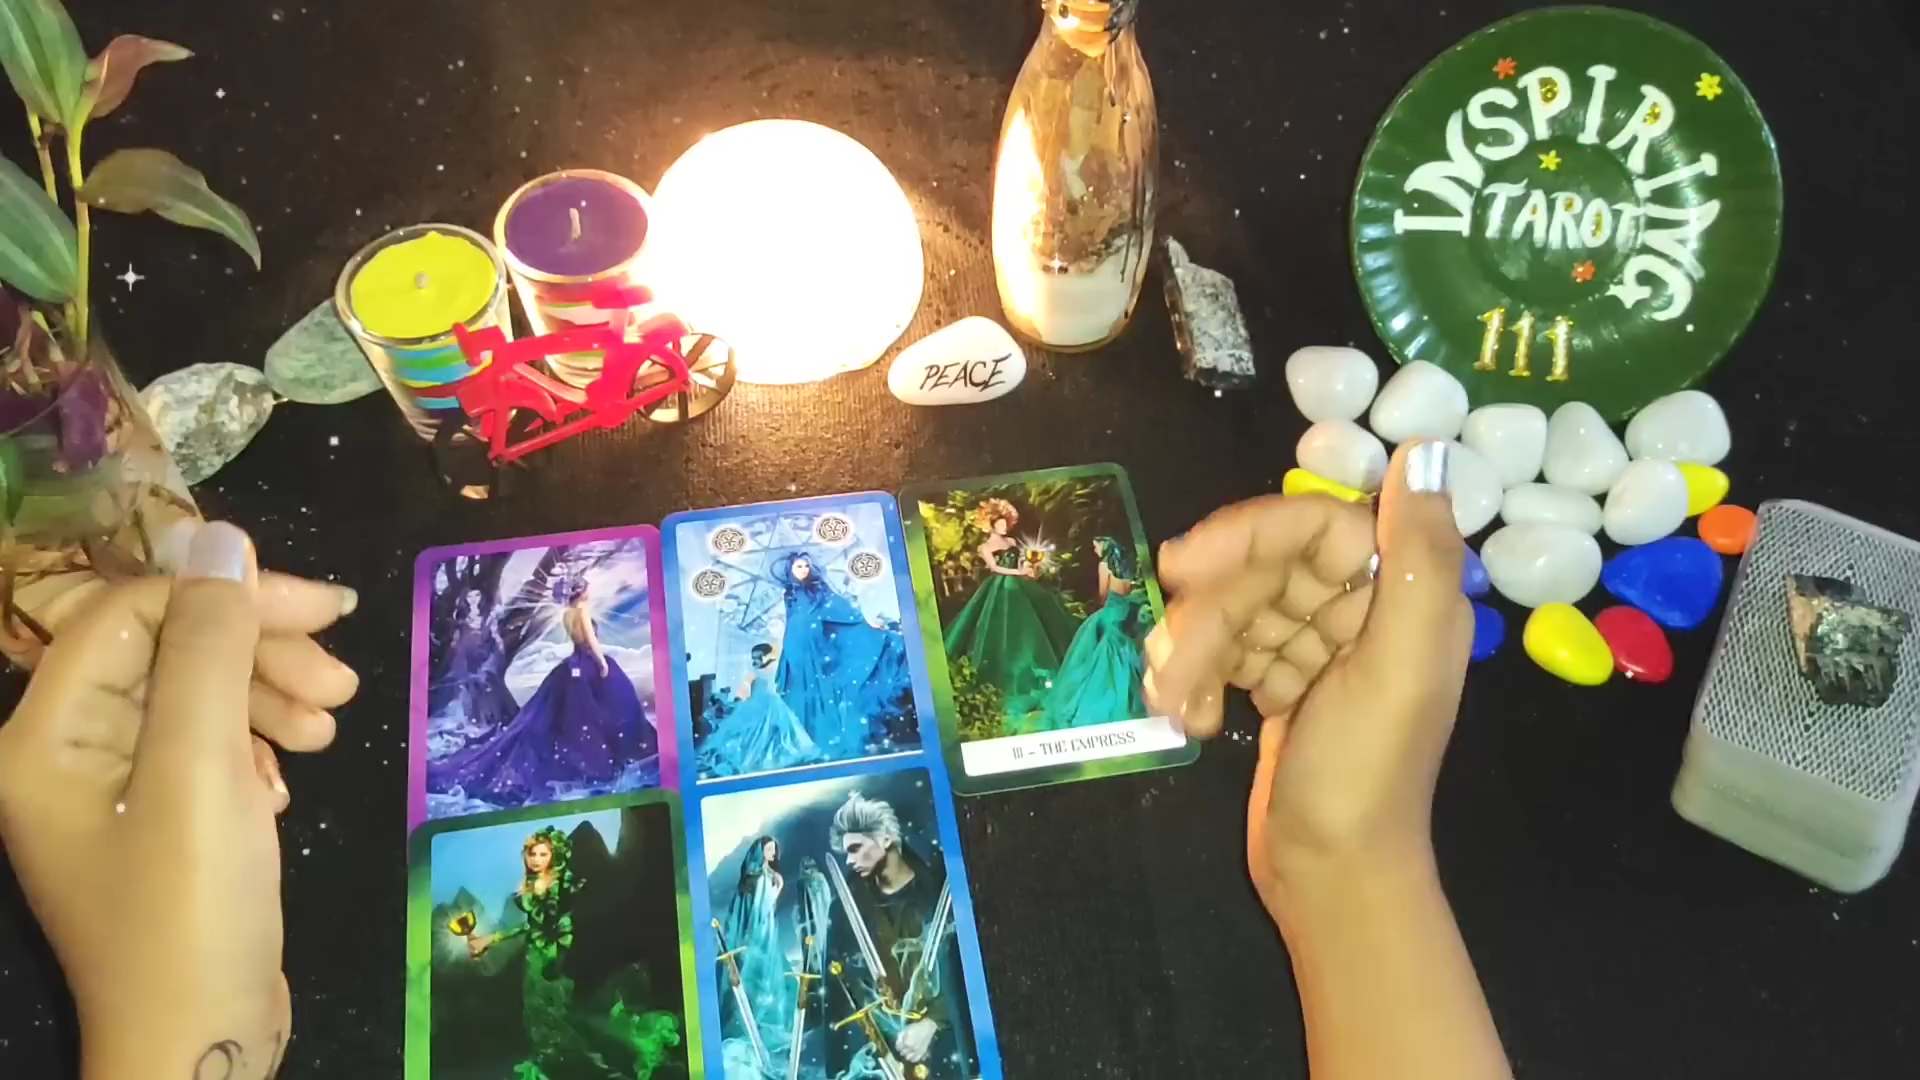 INSPIRING
TAROT
111
PEACE
III - THE EMPRESS